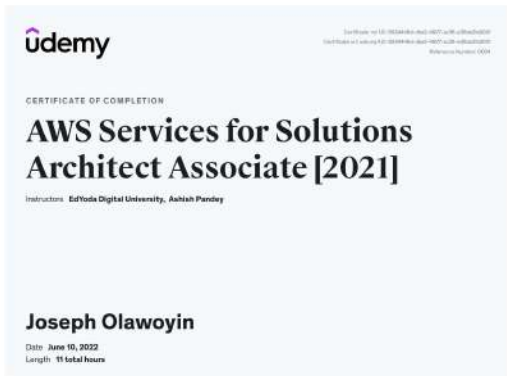 udemy
CERTIFICATE OF COMPLETION
AWS Services for Solutions
Architect Associate [2021]
Instructors EdYoda Digital University, Ashish Pandey
Joseph Olawoyin
Date June 10, 2022
Length 11 total hours